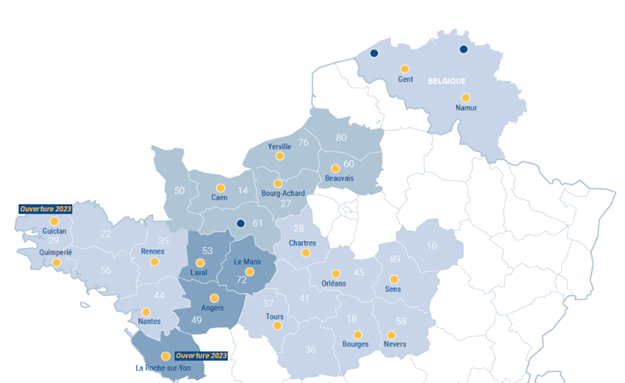 Gent
BELGIQUE
Namur
76
80
Yerville
60
Beauvais
50
Caen
14
Bourg-Achard
27
Ouverture 2023
61
Guiclan
22
28
29
35
Chartres
10
Quimperlé
Rennes
53
Le Mans
89
56
Laval
72
Orléans
45
Sens
44
Angers
37
41
Nantes
49
Tours
18
58
Bourges
Nevers
36
Ouverture 2023
La Roche-sur-Yon